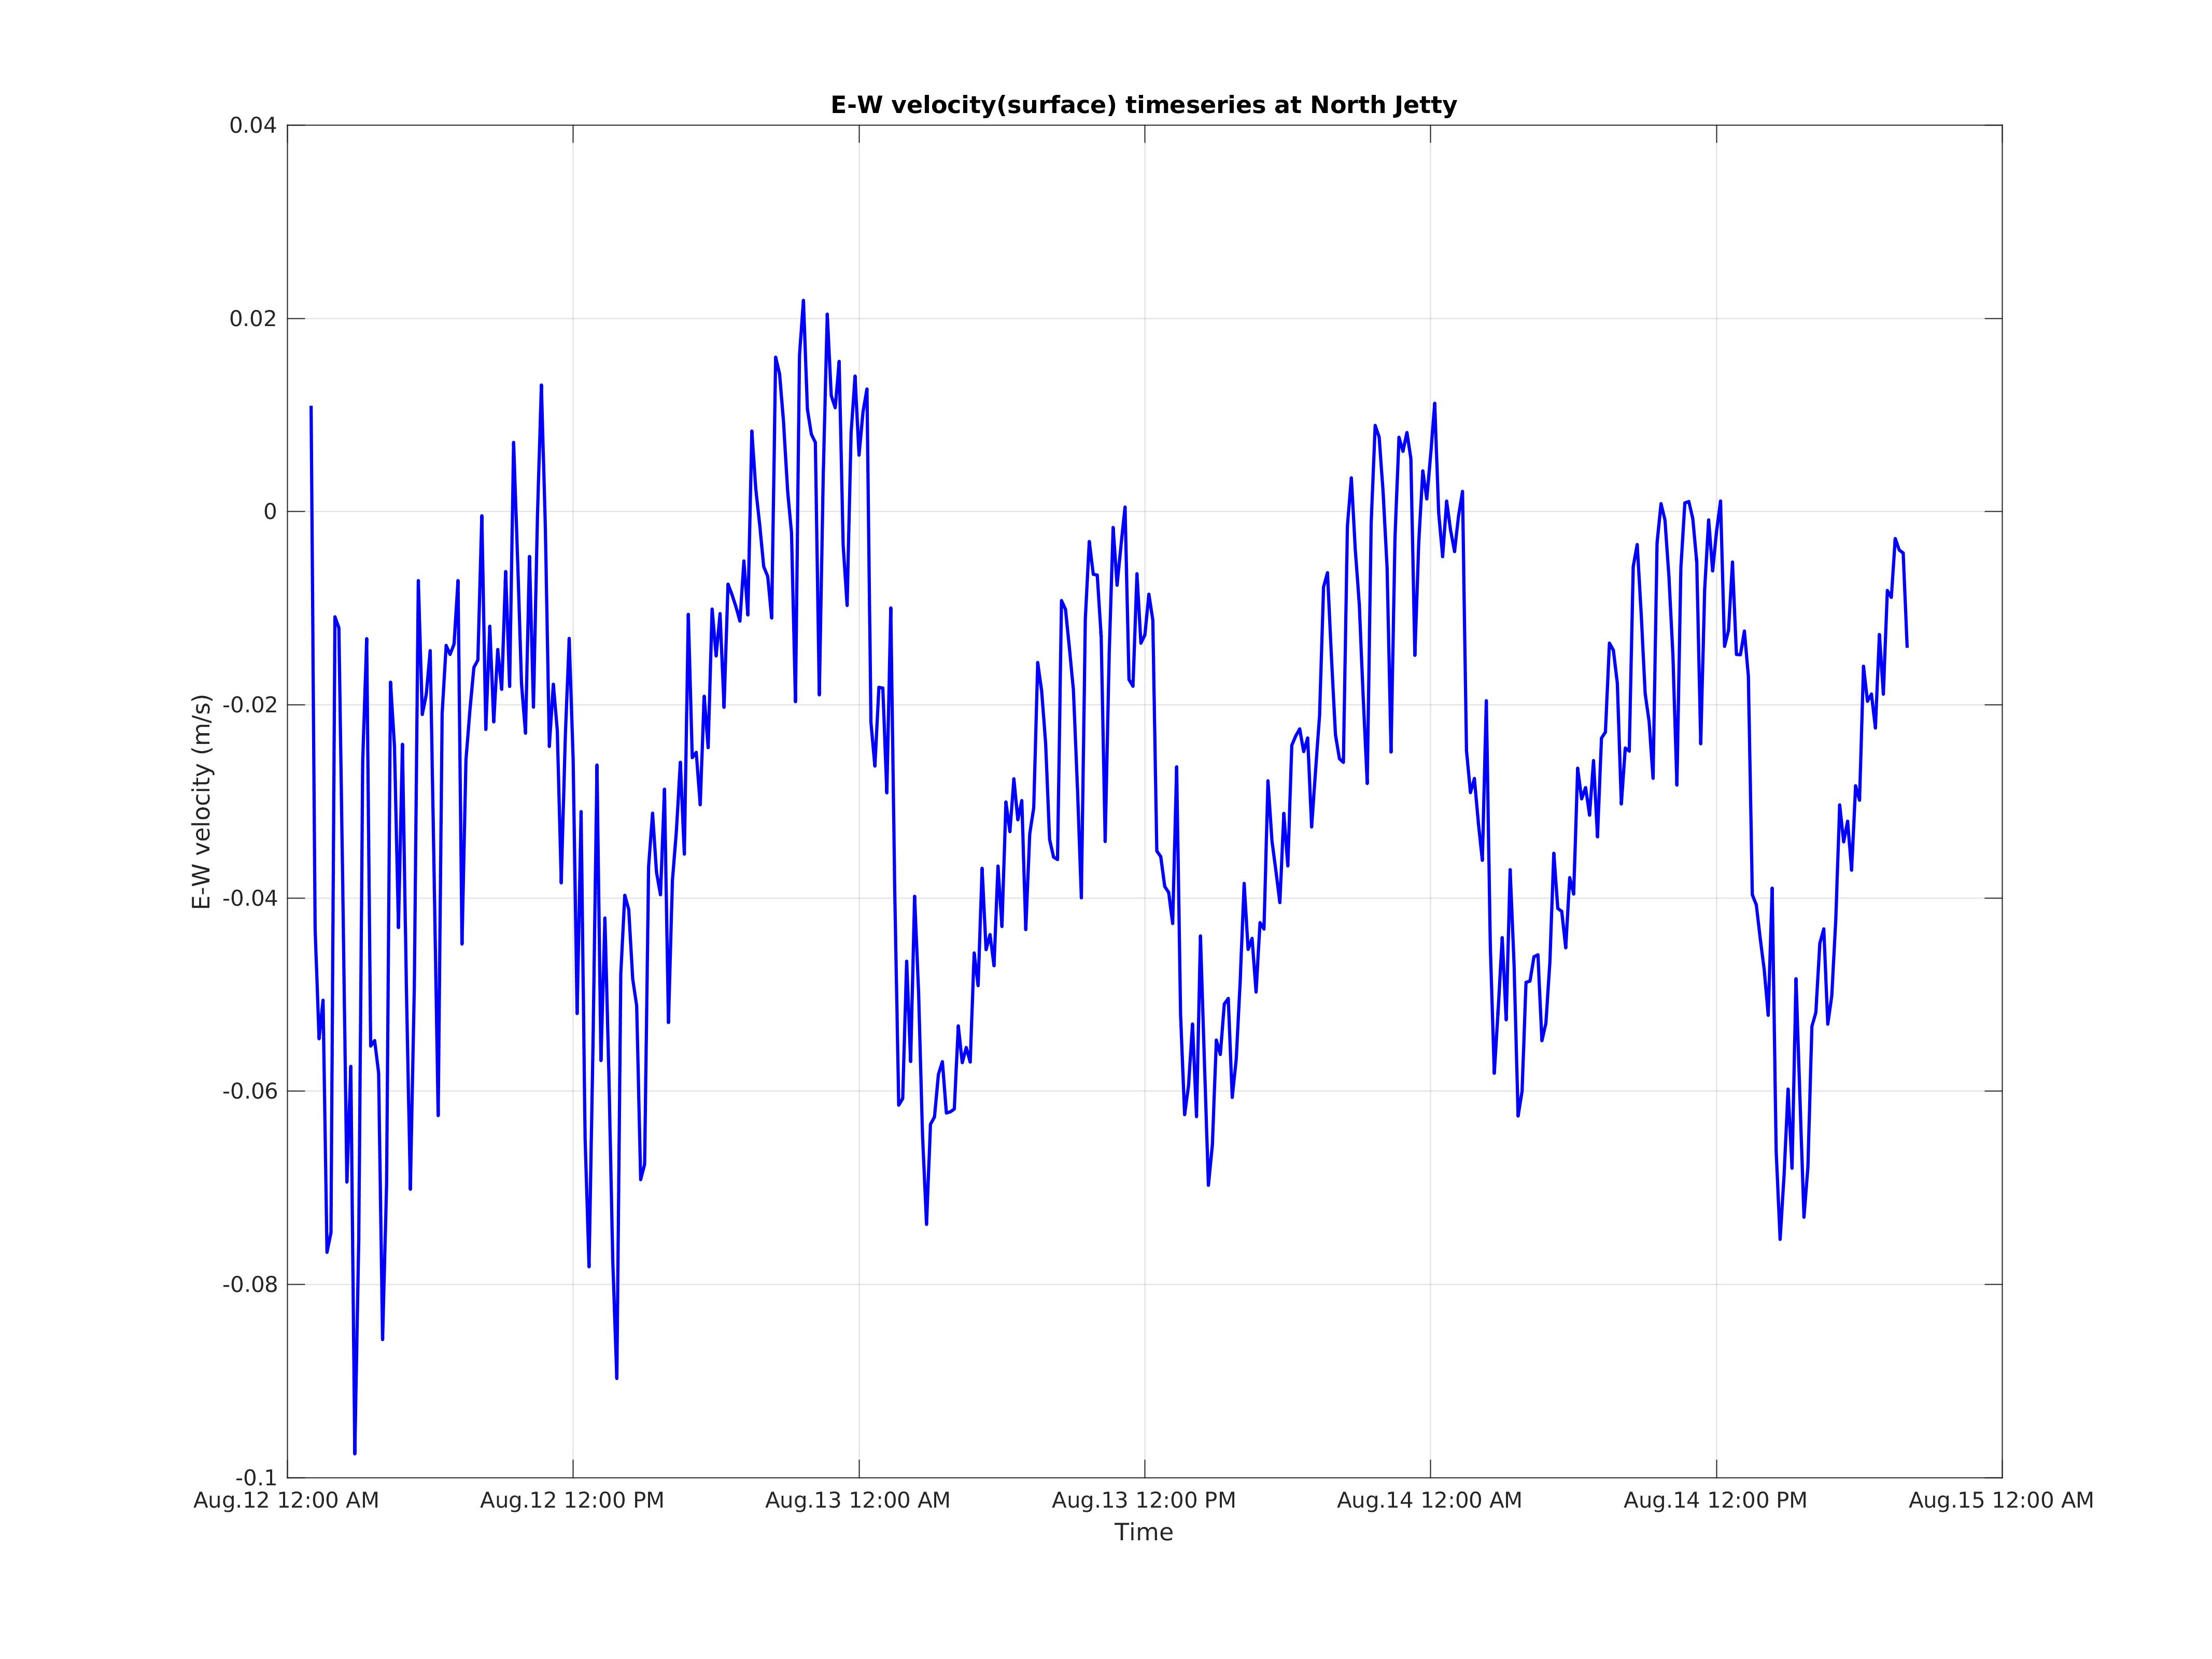 E-W velocity(surface) timeseries at North Jetty
0.04
0.02
0
-0.02
-0.04
-0.06
-0.08
-0.1
E-W velocity (m/s)
Aug.12 12:00 AM Aug.12 12:00 PM Aug.13 12:00 AM Aug.13 12:00 PM Aug.14 12:00 AM Aug.14 12:00 PM Aug.15 12:00 AM
Time